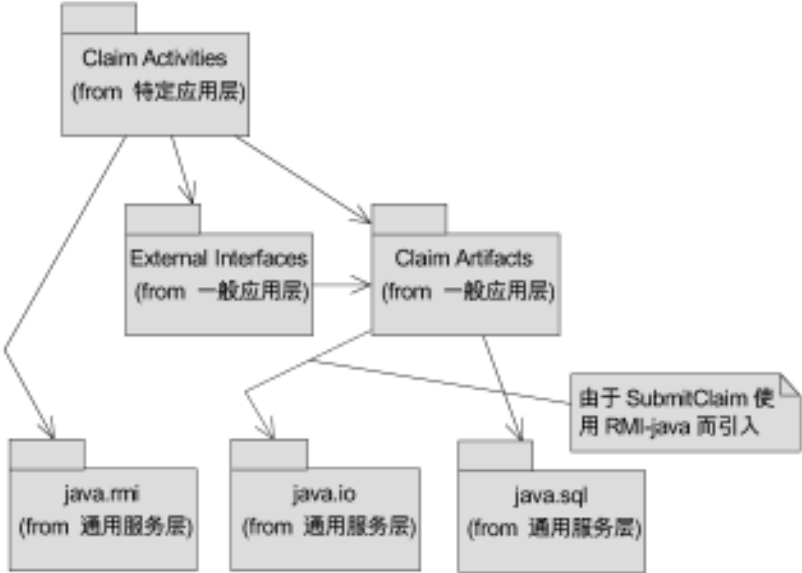 Claim Activities
(from 特定应用层)
External Interfaces
(from 一般应用层)
Claim Artifacts
(from 一般应用层)
由于 SubmitClaim 使
用 RMI-java 而引入
java.rmi
(from 通用服务层)
java.io
(from 通用服务层)
java.sql
(from 通用服务层)